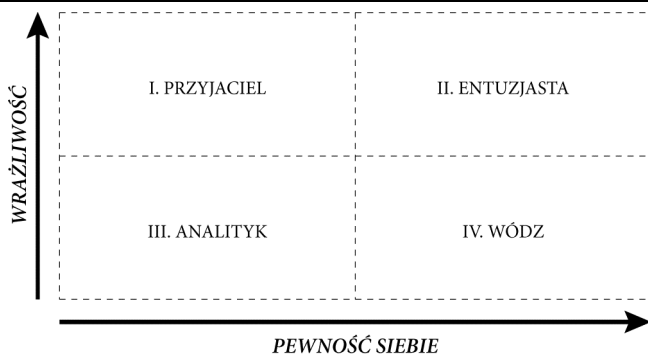 WRAŻLIWOŚĆ
I. PRZYJACIEL
II. ENTUZJASTA
III. ANALITYK
IV. WÓDZ
PEWNOŚĆ SIEBIE